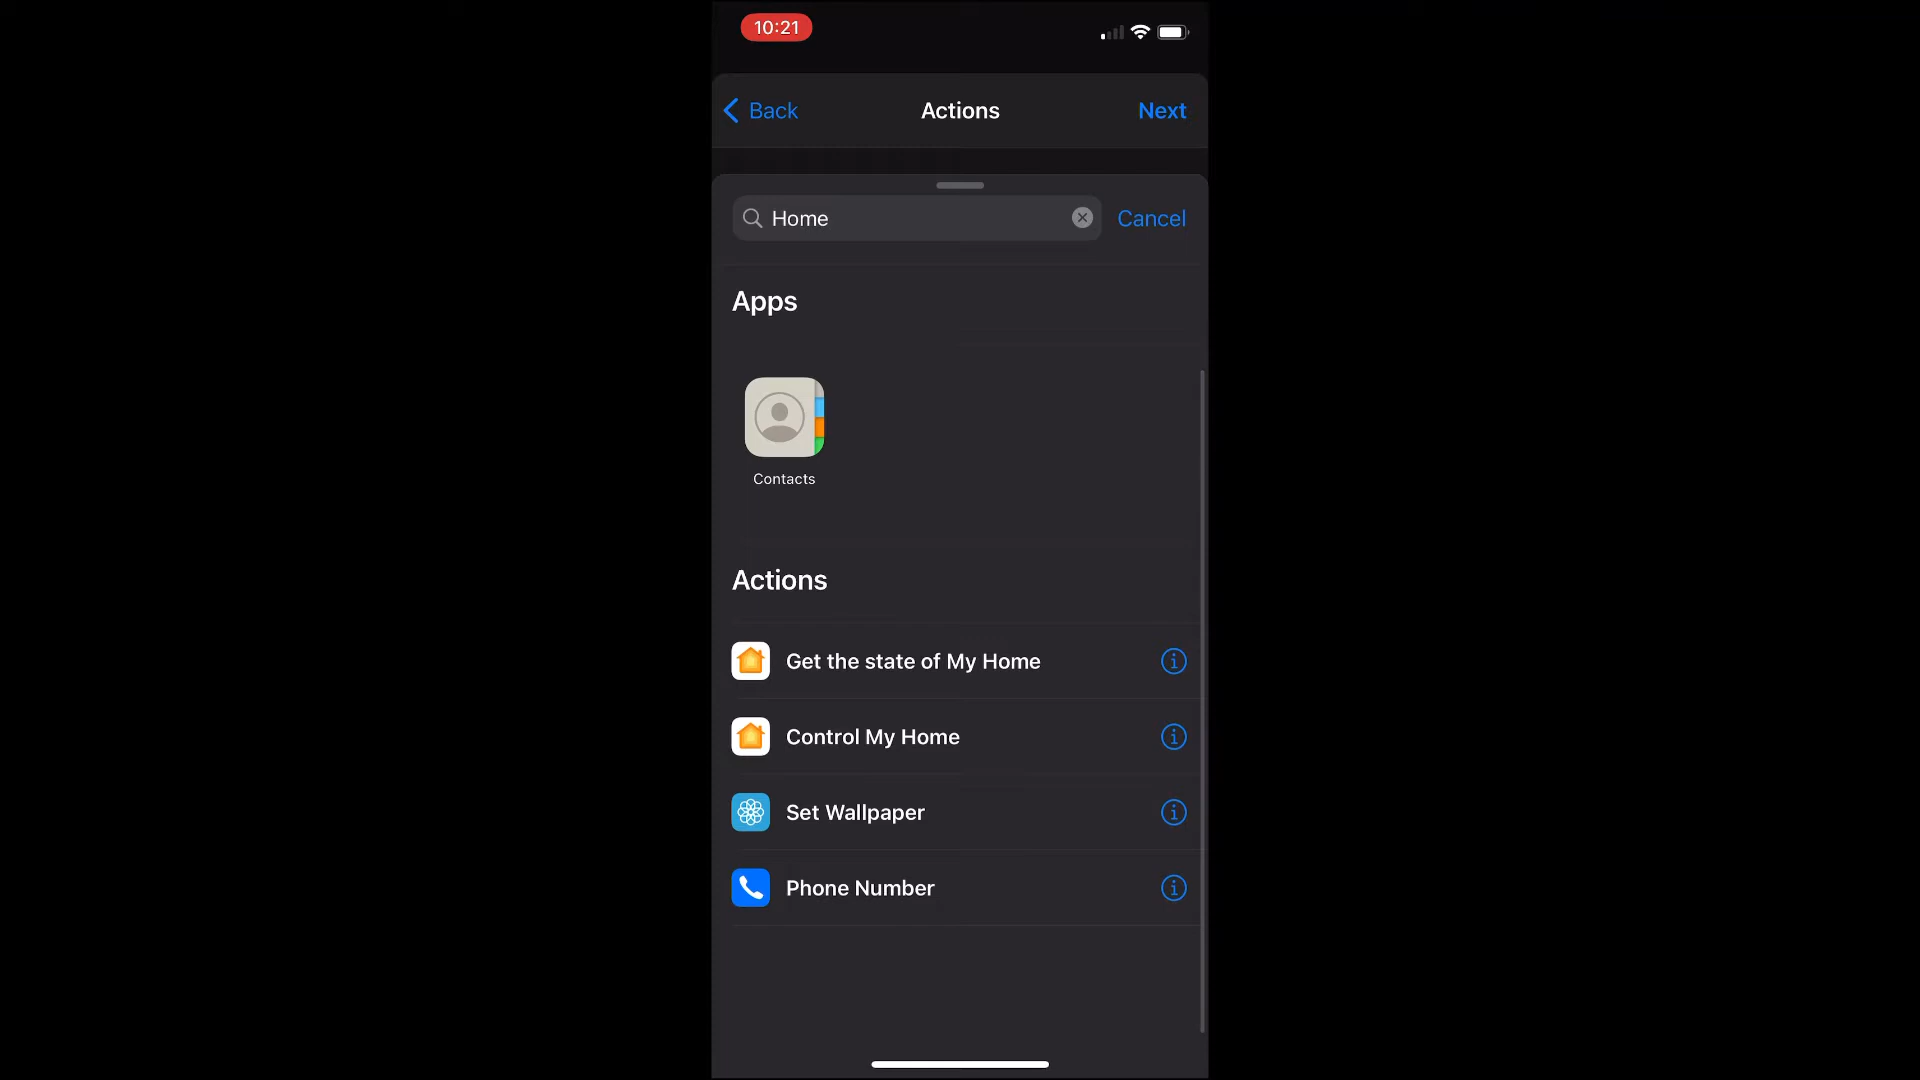 10:21
Back
Actions
Next
Home
Cancel
Apps
Contacts
Actions
Get the state of My Home
Control My Home
Set Wallpaper
Phone Number